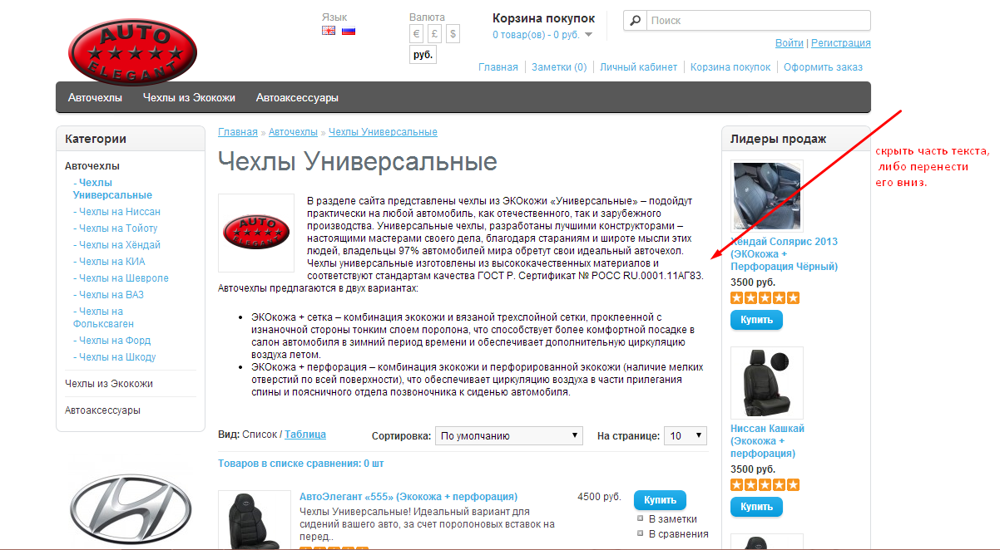 AUTO
ELEGANT
Язык
Валюта
€ £ $
руб.
Корзина покупок
0 товар(ов) - 0 руб.
Поиск
Войти | Регистрация
Главная Заметки (0) Личный кабинет Корзина покупок Оформить заказ
Авточехлы Чехлы из Экокожи Автоаксессуары
Категории
Авточехлы
- Чехлы
Универсальные
- Чехлы на Ниссан
- Чехлы на Тойоту
- Чехлы на Хёндай
- Чехлы на КИА
- Чехлы на Шевроле
- Чехлы на ВАЗ
- Чехлы на
Фольксваген
- Чехлы на Форд
- Чехлы на Шкоду
Чехлы из Экокожи
Автоаксессуары
Главная » Авточехлы » Чехлы Универсальные
Чехлы Универсальные
AUTO
ELEGANT
В разделе сайта представлены чехлы из ЭКОкожи «Универсальные» – подойдут
практически на любой автомобиль, как отечественного, так и зарубежного
производства. Универсальные чехлы, разработаны лучшими конструкторами –
настоящими мастерами своего дела, благодаря стараниям и широте мысли этих
людей, владельцы 97% автомобилей мира обретут свои идеальный авточехол.
Чехлы универсальные изготовлены из высококачественных материалов и
соответствуют стандартам качества ГОСТ Р. Сертификат № РОСС RU.0001.11АГ83.
Авточехлы предлагаются в двух вариантах:
• ЭКОкожа + сетка – комбинация экокожи и вязаной трехслойной сетки, проклеенной с
изнаночной стороны тонким слоем поролона, что способствует более комфортной посадке в
салон автомобиля в зимний период времени и обеспечивает дополнительную циркуляцию
воздуха летом.
• ЭКОкожа + перфорация – комбинация экокожи и перфорированной экокожи (наличие мелких
отверстий по всей поверхности), что обеспечивает циркуляцию воздуха в части прилегания
спины и поясничного отдела позвоночника к сиденью автомобиля.
Вид: Список / Таблица Сортировка: По умолчанию На странице: 10
Товаров в списке сравнения: 0 шт
АвтоЭлегант «555» (Экокожа + перфорация)
Чехлы Универсальные! Идеальный вариант для
сидений вашего авто, за счет поролоновых вставок на
перед..
4500 руб.
Купить
В заметки
В сравнения
Лидеры продаж
Хендай Солярис 2013
(ЭКОкожа +
Перфорация Чёрный)
3500 руб.
Купить
Ниссан Кашкай
(Экокожа +
перфорация)
3500 руб.
Купить
скрыть часть текста,
либо перенести
его вниз.